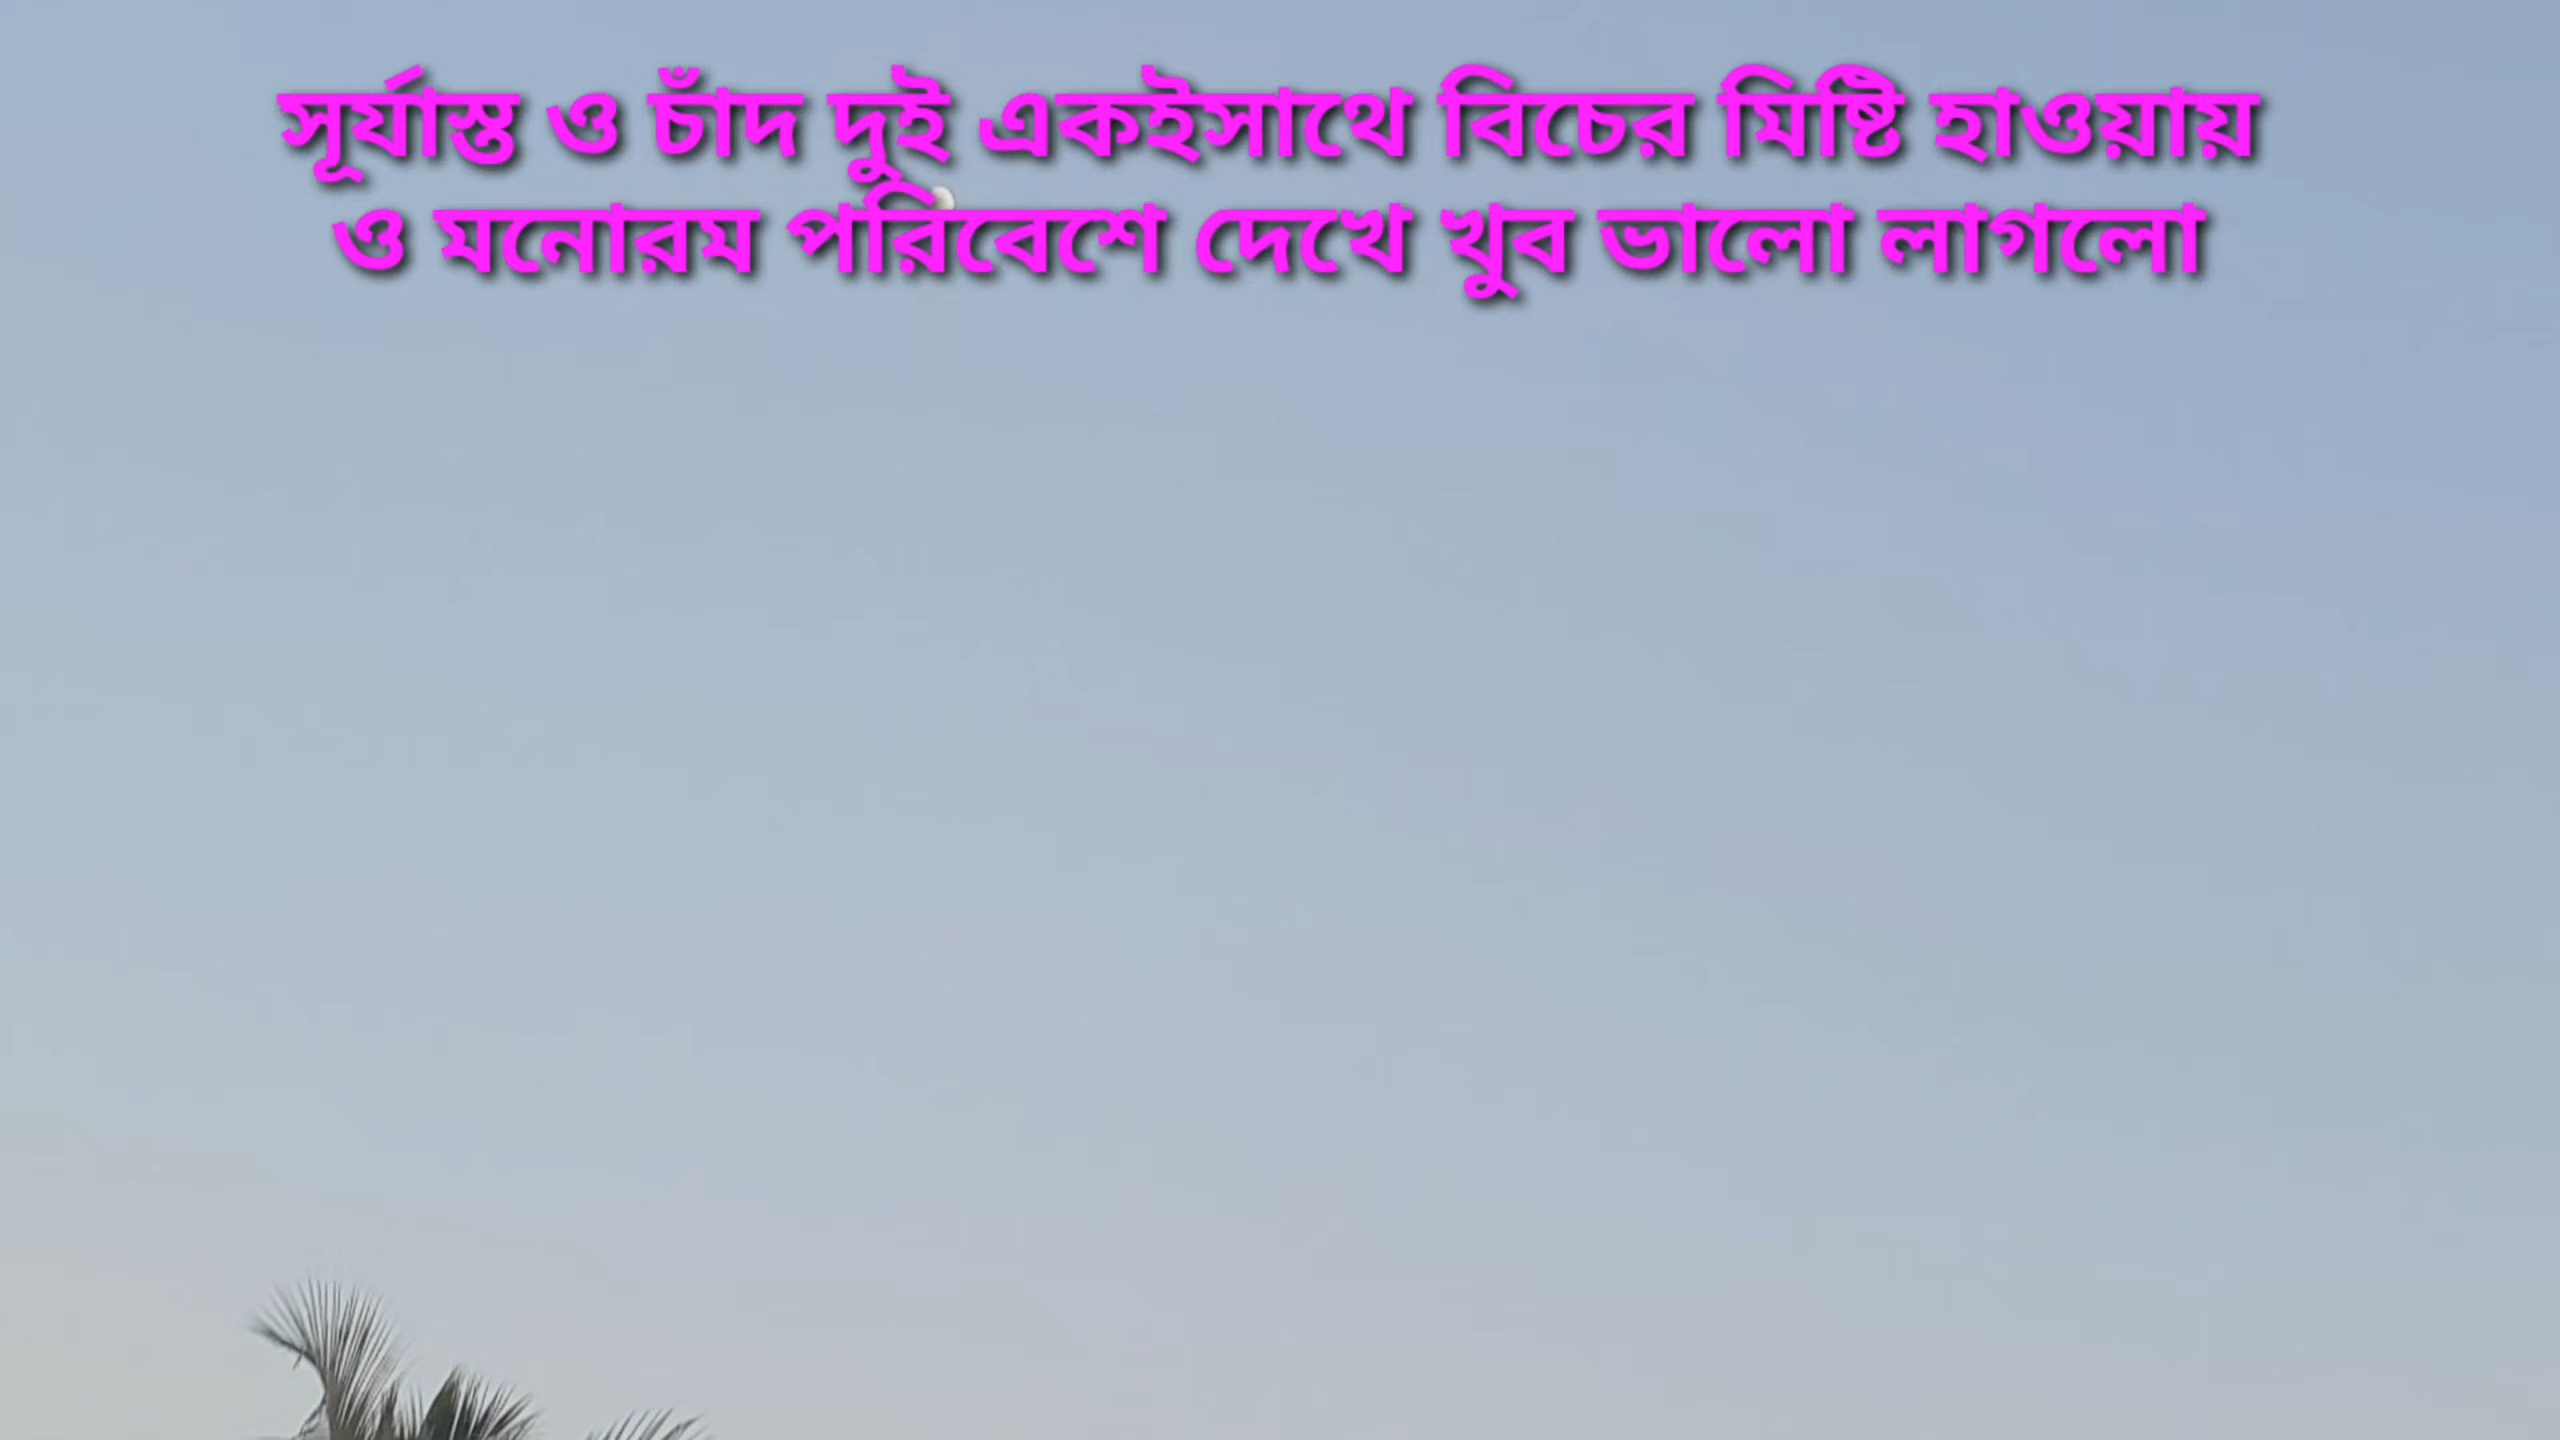 সূর্যাস্ত ও চাঁদ দুই একইসাথে বিচের মিষ্টি হাওয়ায়
ও মনোরম পরিবেশে দেখে খুব ভালো লাগলো